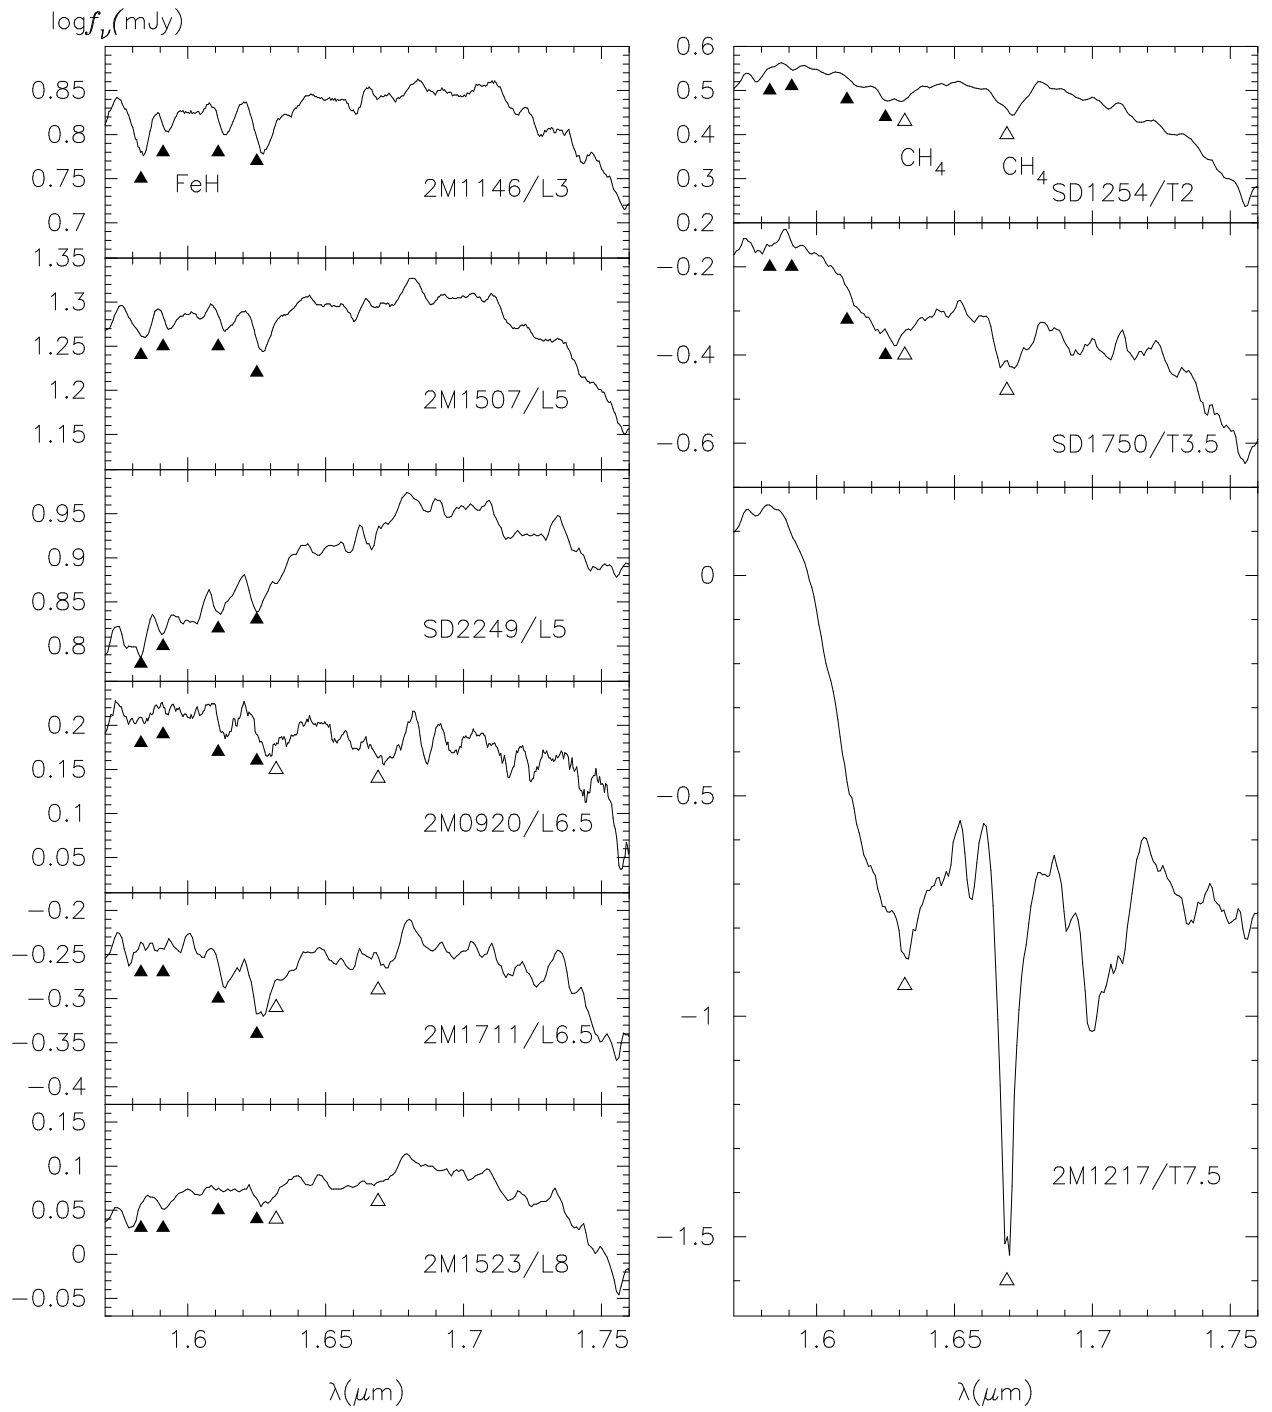 logfν(mJy)
0.85
0.8
0.75
0.7
FeH
2M1146/L3
1.35
1.3
1.25
1.2
1.15
2M1507/L5
0.95
0.9
0.85
0.8
SD2249/L5
0.2
0.15
0.1
0.05
2M0920/L6.5
−0.2
−0.25
−0.3
−0.35
−0.4
2M1711/L6.5
0.15
0.1
0.05
0
−0.05
2M1523/L8
1.6 1.65 1.7 1.75
λ(μm)
0.6
0.5
0.4
0.3
0.2
CH4 CH4
SD1254/T2
−0.2
−0.4
−0.6
SD1750/T3.5
0
−0.5
−1
−1.5
2M1217/T7.5
1.6 1.65 1.7 1.75
λ(μm)